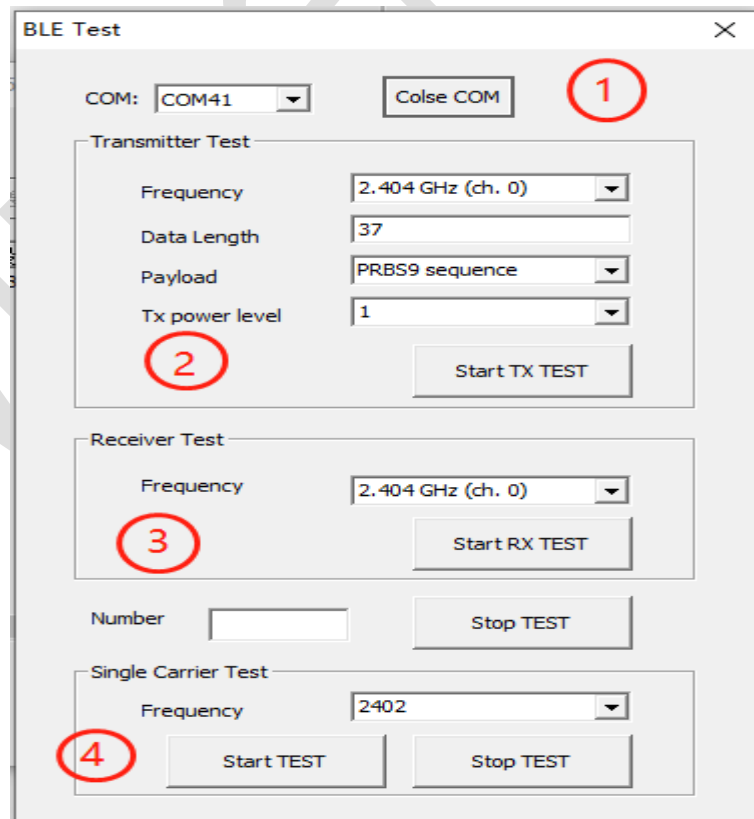 BLE Test
COM: COM41 Colse COM 1
Transmitter Test
Frequency 2.404 GHz (ch. 0)
Data Length 37
Payload PRBS9 sequence
Tx power level 1
2 Start TX TEST
Receiver Test
Frequency 2.404 GHz (ch. 0)
3 Start RX TEST
Number Stop TEST
Single Carrier Test
Frequency 2402
4 Start TEST Stop TEST